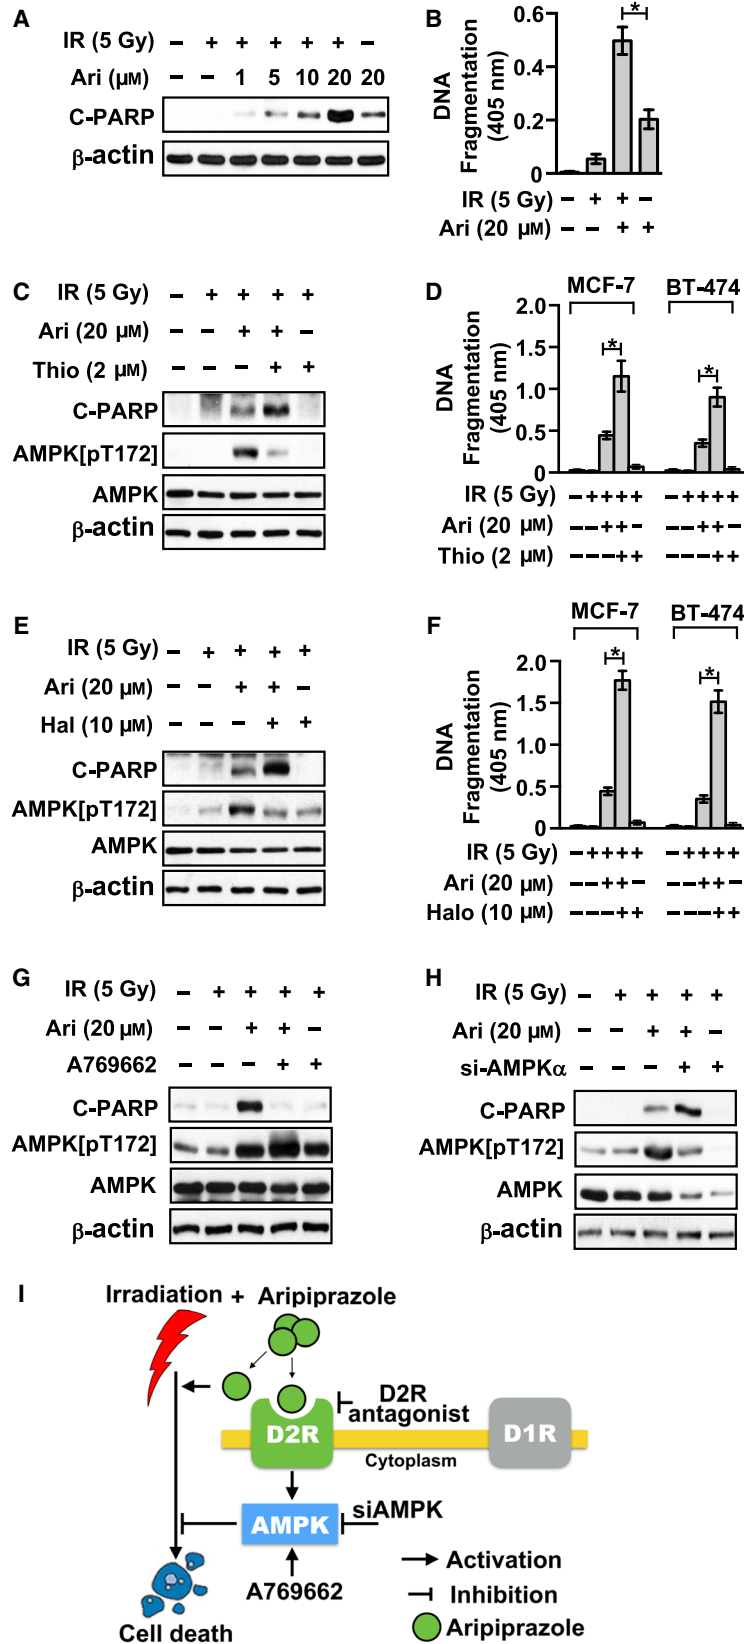 A
IR (5 Gy) – + + + + + –
Ari (µM) – – 1 5 10 20 20
C-PARP
β-actin
B
DNA
Fragmentation
(405 nm)
0.6
0.4
0.2
0
*
IR (5 Gy) – + + –
Ari (20 µM) – – + +
C
IR (5 Gy) – + + + +
Ari (20 µM) – – + + –
Thio (2 µM) – – – + +
C-PARP
AMPK[pT172]
AMPK
β-actin
D
MCF-7 BT-474
DNA
Fragmentation
(405 nm)
2.0
1.5
1.0
0.5
0
* *
IR (5 Gy) – + + + + – + + + +
Ari (20 µM) – – + + – – – + + –
Thio (2 µM) – – – + + – – – + +
E
IR (5 Gy) – + + + +
Ari (20 µM) – – + + –
Hal (10 µM) – – – + +
C-PARP
AMPK[pT172]
AMPK
β-actin
F
MCF-7 BT-474
DNA
Fragmentation
(405 nm)
2.0
1.5
1.0
0.5
0
* *
IR (5 Gy) – + + + + – + + + +
Ari (20 µM) – – + + – – – + + –
Halo (10 µM) – – – + + – – – + +
G
IR (5 Gy) – + + + +
Ari (20 µM) – – + + –
A769662 – – – + +
C-PARP
AMPK[pT172]
AMPK
β-actin
H
IR (5 Gy) – + + + +
Ari (20 µM) – – + + –
si-AMPKα – – – + +
C-PARP
AMPK[pT172]
AMPK
β-actin
I
Irradiation + Aripiprazole
D2R
antagonist
D2R
D1R
Cytoplasm
siAMPK
AMPK
A769662
Cell death
Activation
Inhibition
Aripiprazole